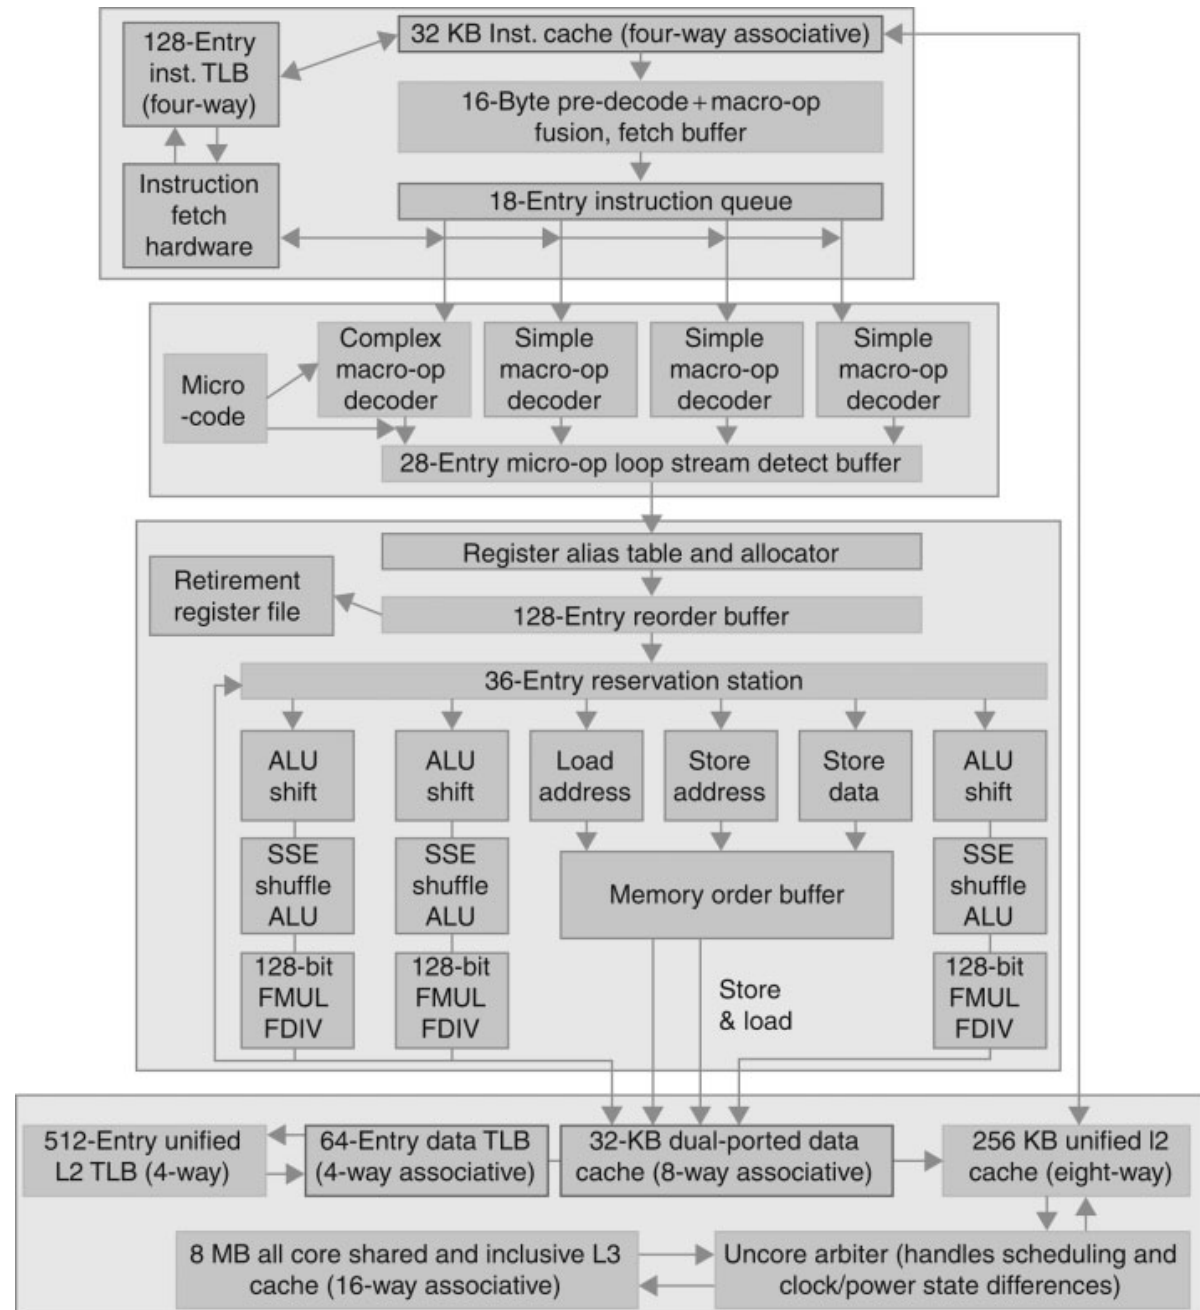 128-Entry
inst. TLB
(four-way)
32 KB Inst. cache (four-way associative)
16-Byte pre-decode+macro-op
fusion, fetch buffer
Instruction
fetch
hardware
18-Entry instruction queue
Micro
-code
Complex
macro-op
decoder
Simple
macro-op
decoder
Simple
macro-op
decoder
Simple
macro-op
decoder
28-Entry micro-op loop stream detect buffer
Register alias table and allocator
Retirement
register file
128-Entry reorder buffer
36-Entry reservation station
ALU
shift
ALU
shift
Load
address
Store
address
Store
data
ALU
shift
SSE
shuffle
ALU
SSE
shuffle
ALU
Memory order buffer
SSE
shuffle
ALU
128-bit
FMUL
FDIV
128-bit
FMUL
FDIV
Store
& load
128-bit
FMUL
FDIV
512-Entry unified
L2 TLB (4-way)
64-Entry data TLB
(4-way associative)
32-KB dual-ported data
cache (8-way associative)
256 KB unified l2
cache (eight-way)
8 MB all core shared and inclusive L3
cache (16-way associative)
Uncore arbiter (handles scheduling and
clock/power state differences)